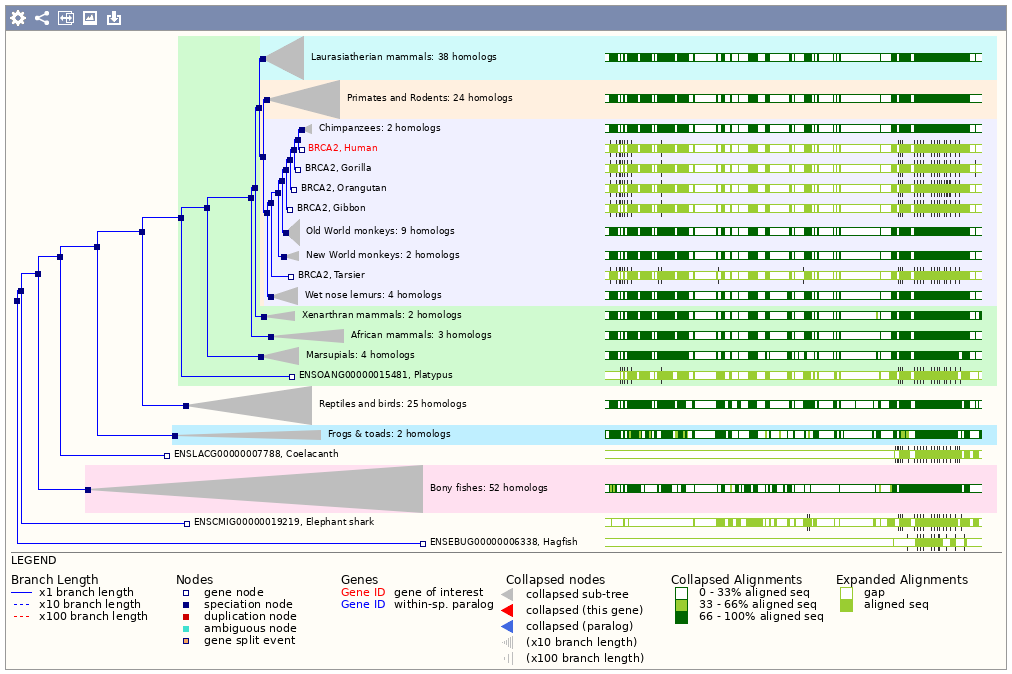 Laurasiatherian mammals: 38 homologs
Primates and Rodents: 24 homologs
Chimpanzees: 2 homologs
BRCA2, Human
BRCA2, Gorilla
BRCA2, Orangutan
BRCA2, Gibbon
Old World monkeys: 9 homologs
New World monkeys: 2 homologs
BRCA2, Tarsier
Wet nose lemurs: 4 homologs
Xenarthran mammals: 2 homologs
African mammals: 3 homologs
Marsupials: 4 homologs
ENSOANG00000015481, Platypus
Reptiles and birds: 25 homologs
Frogs & toads: 2 homologs
ENSLACG00000007788, Coelacanth
Bony fishes: 52 homologs
ENSCMIG00000019219, Elephant shark
ENSEBUG00000006338, Hagfish
LEGEND
Branch Length
x1 branch length
x10 branch length
x100 branch length
Nodes
gene node
speciation node
duplication node
ambiguous node
gene split event
Genes
Gene ID gene of interest
Gene ID within-sp. paralog
Collapsed nodes
collapsed sub-tree
collapsed (this gene)
collapsed (paralog)
(x10 branch length)
(x100 branch length)
Collapsed Alignments
0 - 33% aligned seq
33 - 66% aligned seq
66 - 100% aligned seq
Expanded Alignments
gap
aligned seq